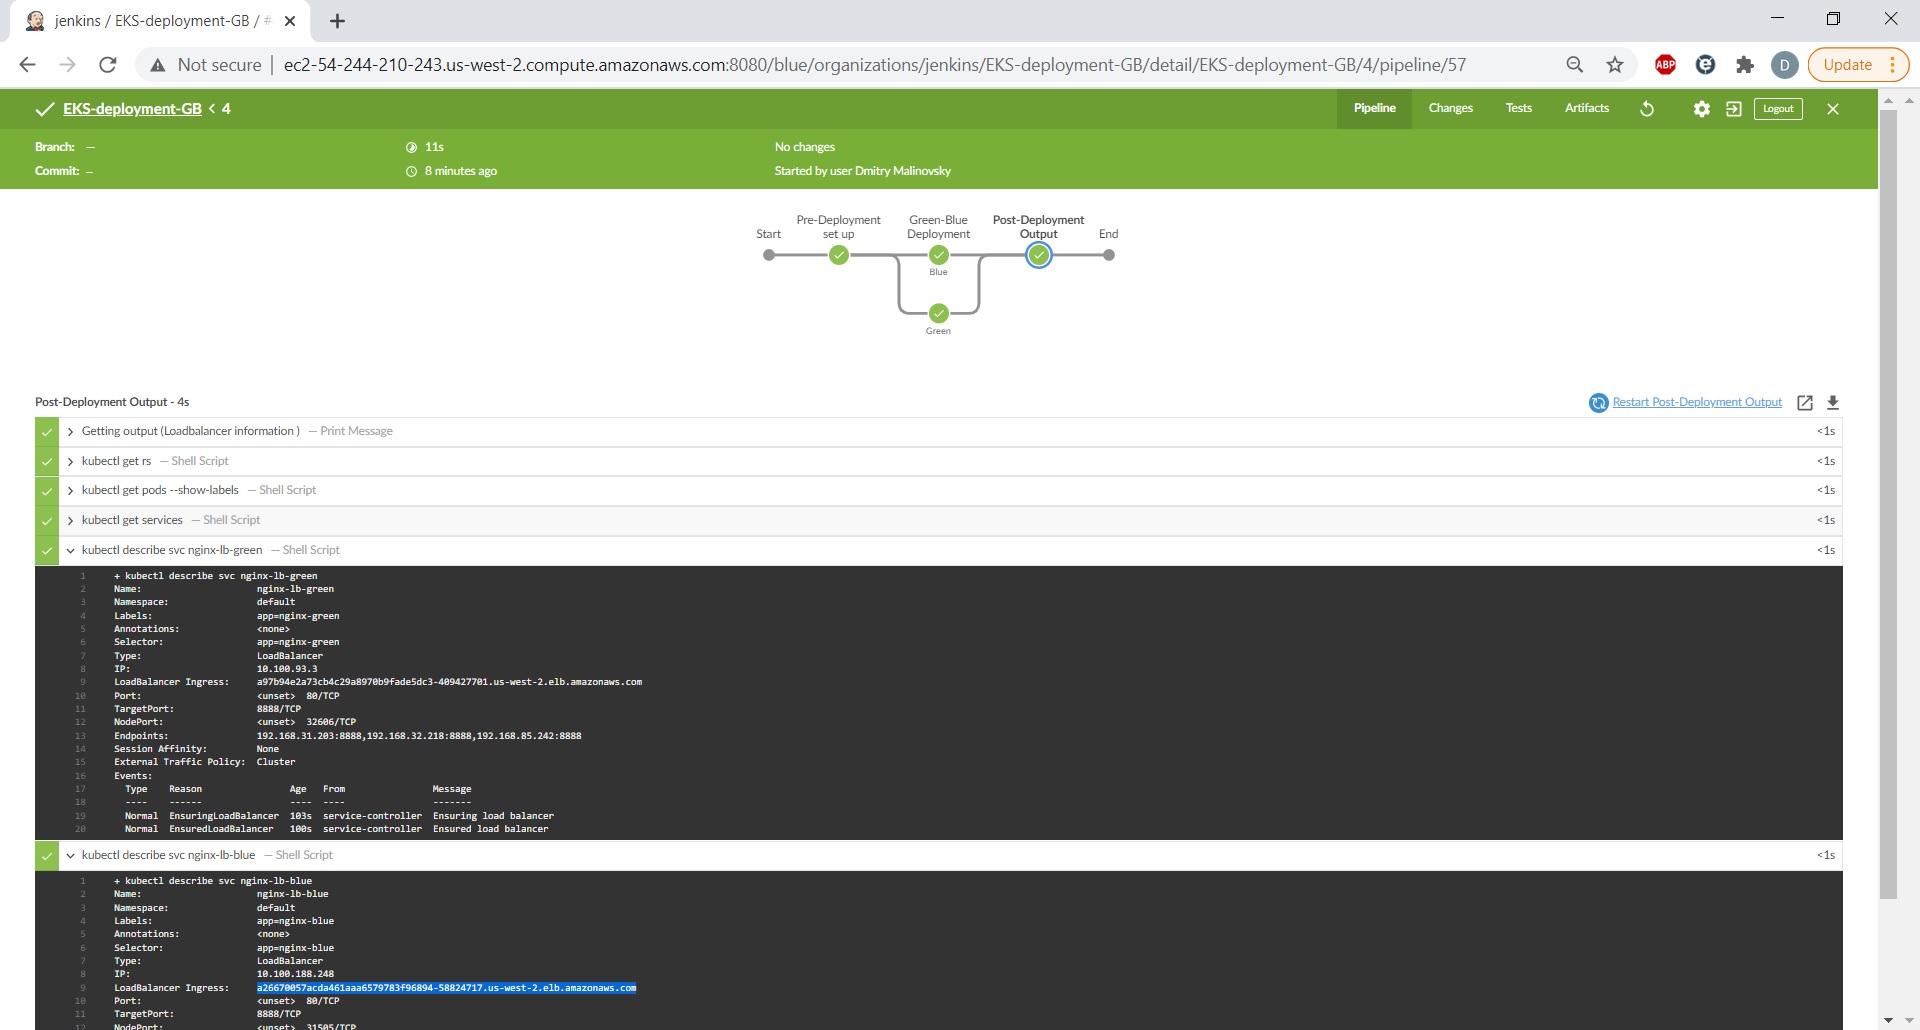 jenkins / EKS-deployment-GB / #
Not secure | ec2-54-244-210-243.us-west-2.compute.amazonaws.com:8080/blue/organizations/jenkins/EKS-deployment-GB/detail/EKS-deployment-GB/4/pipeline/57
ABP
D
Update
EKS-deployment-GB < 4
Pipeline Changes Tests Artifacts Logout
Branch: — 11s No changes
Commit: — 8 minutes ago Started by user Dmitry Malinovsky
Pre-Deployment Green-Blue Post-Deployment
Start set up Deployment Output End
Blue
Green
Post-Deployment Output - 4s Restart Post-Deployment Output
Getting output (Loadbalancer information ) — Print Message <1s
kubectl get rs — Shell Script <1s
kubectl get pods --show-labels — Shell Script <1s
kubectl get services — Shell Script <1s
kubectl describe svc nginx-lb-green — Shell Script <1s
1 + kubectl describe svc nginx-lb-green
2 Name: nginx-lb-green
3 Namespace: default
4 Labels: app=nginx-green
5 Annotations: <none>
6 Selector: app=nginx-green
7 Type: LoadBalancer
8 IP: 10.100.93.3
9 LoadBalancer Ingress: a97b94e2a73cb4c29a8970b9fade5dc3-409427701.us-west-2.elb.amazonaws.com
10 Port: <unset> 80/TCP
11 TargetPort: 8888/TCP
12 NodePort: <unset> 32606/TCP
13 Endpoints: 192.168.31.203:8888,192.168.32.218:8888,192.168.85.242:8888
14 Session Affinity: None
15 External Traffic Policy: Cluster
16 Events:
17 Type Reason Age From Message
18 ---- ------ ---- ---- -------
19 Normal EnsuringLoadBalancer 103s service-controller Ensuring load balancer
20 Normal EnsuredLoadBalancer 100s service-controller Ensured load balancer
kubectl describe svc nginx-lb-blue — Shell Script <1s
1 + kubectl describe svc nginx-lb-blue
2 Name: nginx-lb-blue
3 Namespace: default
4 Labels: app=nginx-blue
5 Annotations: <none>
6 Selector: app=nginx-blue
7 Type: LoadBalancer
8 IP: 10.100.188.248
9 LoadBalancer Ingress: a26670057acda461aaa6579783f96894-58824717.us-west-2.elb.amazonaws.com
10 Port: <unset> 80/TCP
11 TargetPort: 8888/TCP
12 NodePort: <unset> 31505/TCP